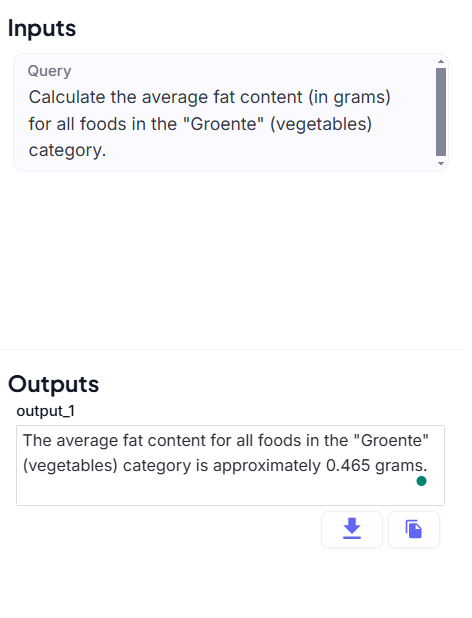 Inputs
Query
Calculate the average fat content (in grams)
for all foods in the "Groente" (vegetables)
category.
Outputs
output_1
The average fat content for all foods in the "Groente"
(vegetables) category is approximately 0.465 grams.